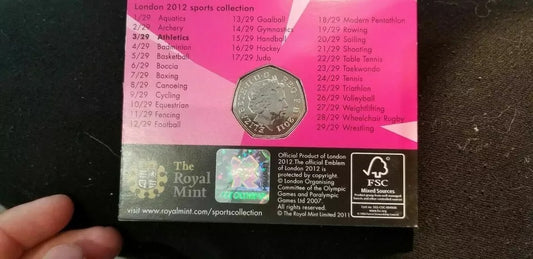 London 2012 sports collection
1/29 Aquatics
2/29 Archery
3/29 Athletics
4/29 Badminton
5/29 Basketball
6/29 Boccia
7/29 Boxing
8/29 Canoeing
9/29 Cycling
10/29 Equestrian
11/29 Fencing
12/29 Football
13/29 Goalball
14/29 Gymnastics
15/29 Handball
16/29 Hockey
17/29 Judo
18/29 Modern Pentathlon
19/29 Rowing
20/29 Sailing
21/29 Shooting
22/29 Table Tennis
23/29 Taekwondo
24/29 Tennis
25/29 Triathlon
26/29 Volleyball
27/29 Weightlifting
28/29 Wheelchair Rugby
29/29 Wrestling
2011
The
Royal
Mint
visit www.royalmint.com/sportscollection
Official Product of London
2012. The official Emblem
of London 2012 is
protected by copyright.
© London Organising
Committee of the Olympic
Games and Paralympic
Games Ltd 2007
All rights reserved.
© The Royal Mint Limited 2011
FSC
Mixed Sources